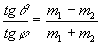 tg ϑ / tg φ = m₁ − m₂ / m₁ + m₂